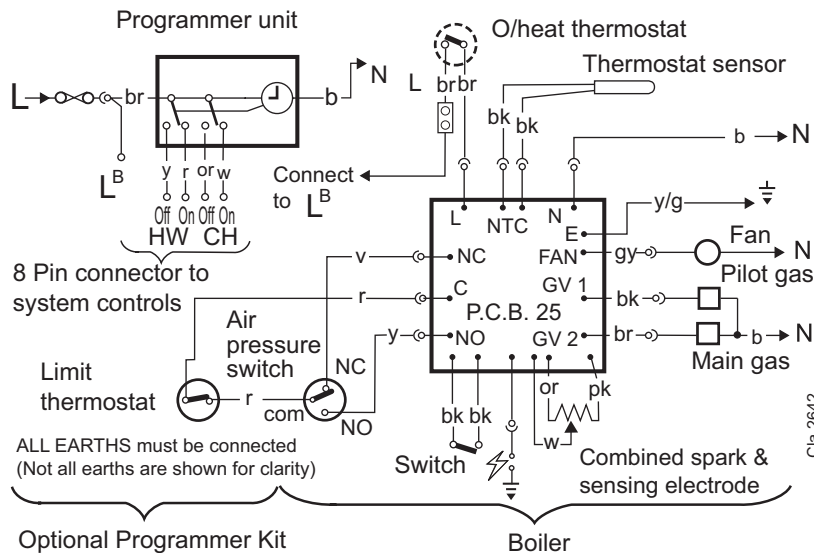 Programmer unit
O/heat thermostat
Thermostat sensor
L
br
b
N
L
br br
bk
bk
b
N
y r or w
L B
Connect
to L B
Off On Off On
HW CH
8 Pin connector to
system controls
L
NTC
N
E
y/g
NC
FAN
gy
Fan
N
Pilot gas
v
C
GV 1
bk
r
P.C.B. 25
y
NO
GV 2
br
b
N
Main gas
Air
pressure
switch
NC
Limit
thermostat
r
com
NO
bk bk
or
pk
w
Switch
Combined spark &
sensing electrode
ALL EARTHS must be connected
(Not all earths are shown for clarity)
Optional Programmer Kit
Boiler
Gla 2642